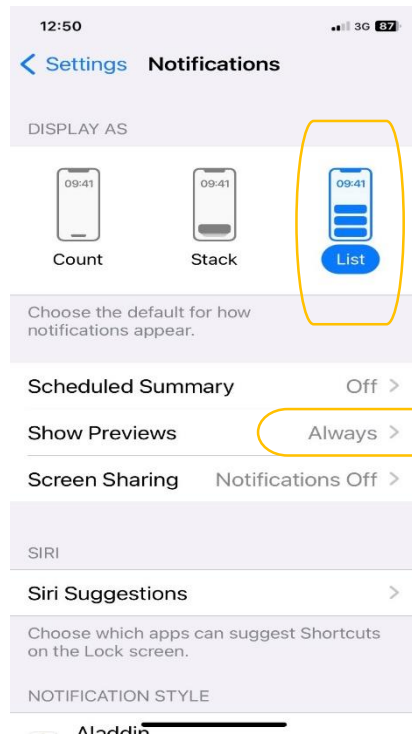 12:50 3G 87
Settings Notifications
DISPLAY AS
09:41 09:41 09:41
Count Stack List
Choose the default for how
notifications appear.
Scheduled Summary Off
Show Previews Always
Screen Sharing Notifications Off
SIRI
Siri Suggestions
Choose which apps can suggest Shortcuts
on the Lock screen.
NOTIFICATION STYLE
Aladdin